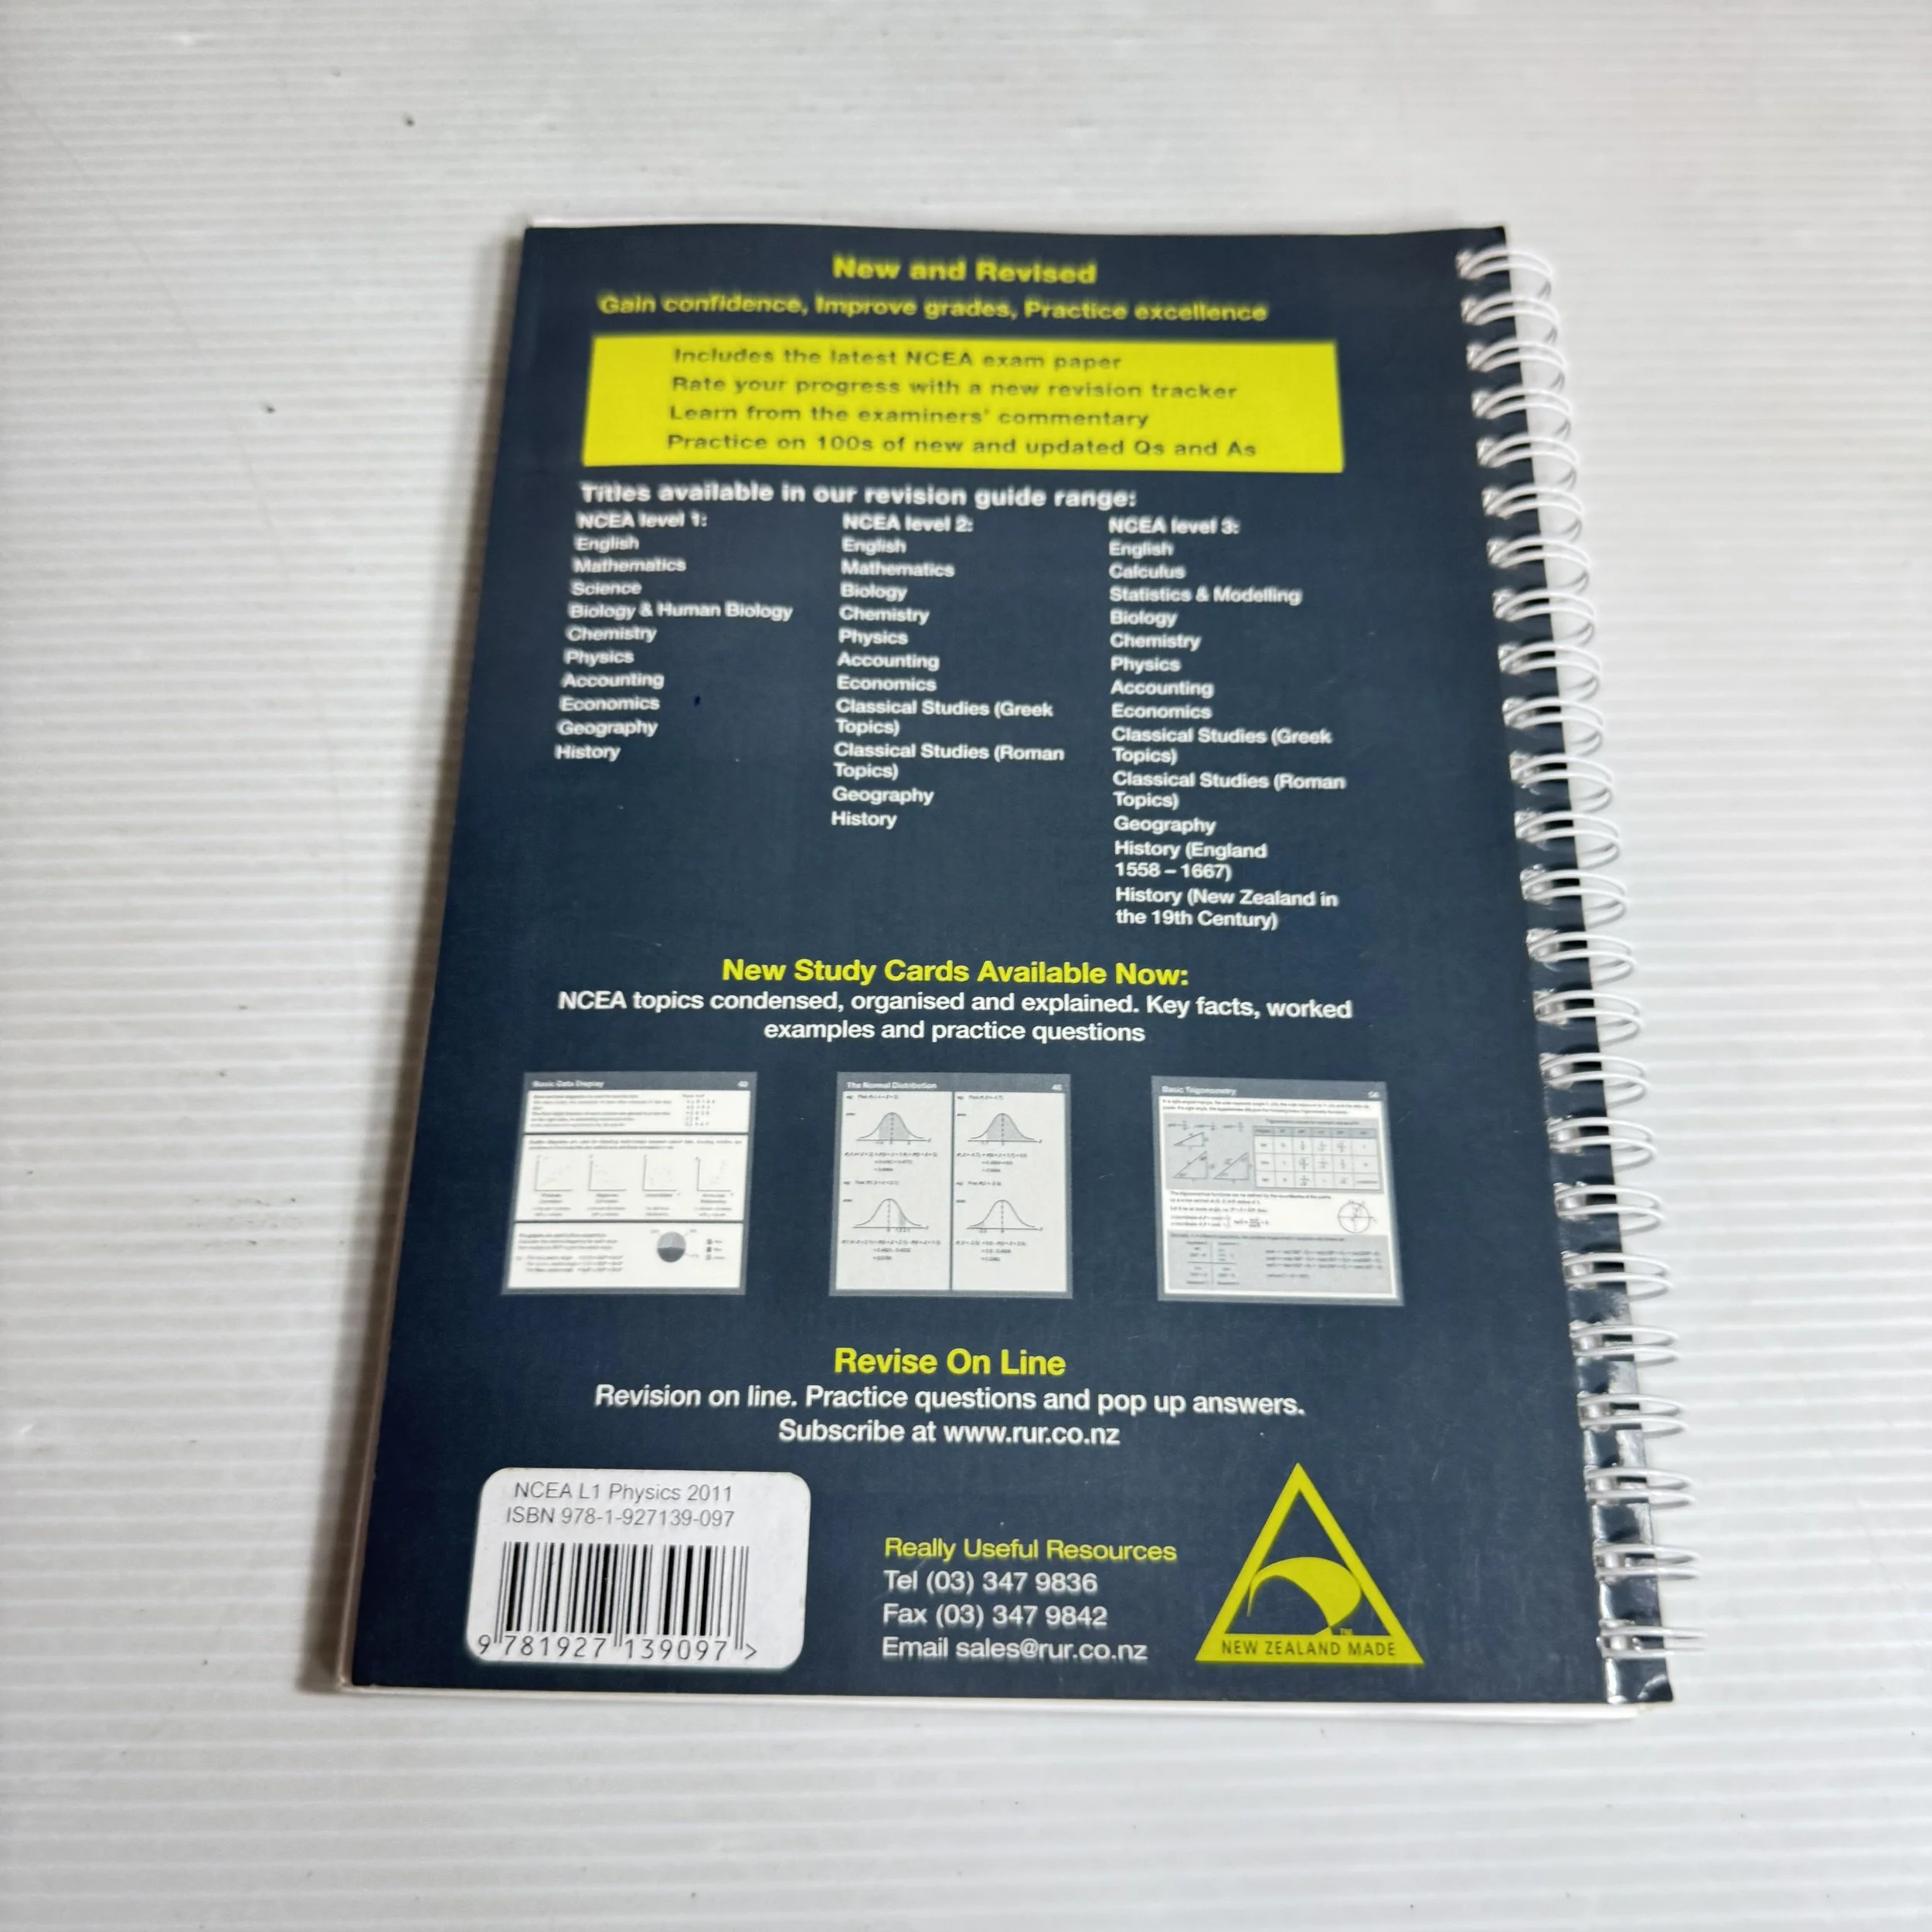 New and Revised
Gain confidence, Improve grades, Practice excellence
Includes the latest NCEA exam paper
Rate your progress with a new revision tracker
Learn from the examiners' commentary
Practice on 100s of new and updated Qs and As
Titles available in our revision guide range:
NCEA level 1:
English
Mathematics
Science
Biology & Human Biology
Chemistry
Physics
Accounting
Economics
Geography
History
NCEA level 2:
English
Mathematics
Biology
Chemistry
Physics
Accounting
Economics
Classical Studies (Greek
Topics)
Classical Studies (Roman
Topics)
Geography
History
NCEA level 3:
English
Calculus
Statistics & Modelling
Biology
Chemistry
Physics
Accounting
Economics
Classical Studies (Greek
Topics)
Classical Studies (Roman
Topics)
Geography
History (England
1558 – 1667)
History (New Zealand in
the 19th Century)
New Study Cards Available Now:
NCEA topics condensed, organised and explained. Key facts, worked
examples and practice questions
Basic Data Display
The Normal Distribution
Basic Trigonometry
Revise On Line
Revision on line. Practice questions and pop up answers.
Subscribe at www.rur.co.nz
NCEA L1 Physics 2011
ISBN 978-1-927139-097
9 781927 139097 >
Really Useful Resources
Tel (03) 347 9836
Fax (03) 347 9842
Email sales@rur.co.nz
TM
NEW ZEALAND MADE